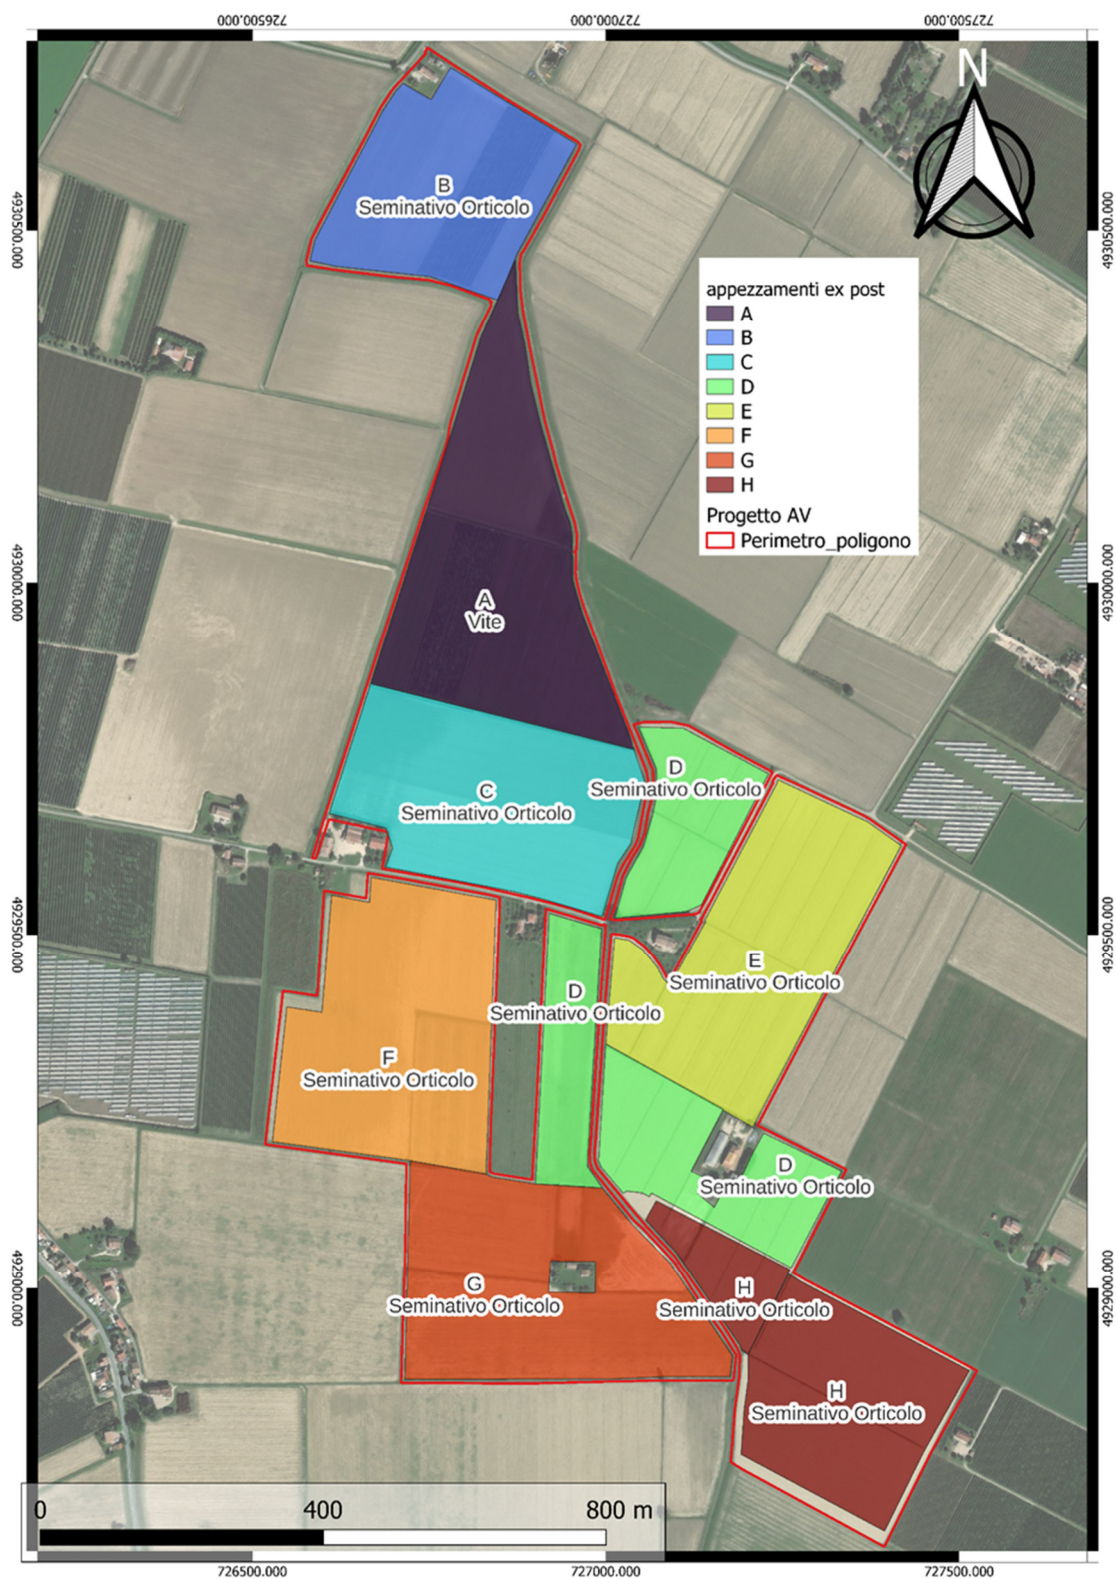 726500.000
727000.000
727500.000
N
B
Seminativo Orticolo
4930500.000
4930500.000
appezzamenti ex post
A
B
C
D
E
F
G
H
Progetto AV
Perimetro_poligono
4930000.000
4930000.000
A
Vite
D
Seminativo Orticolo
C
Seminativo Orticolo
4929500.000
4929500.000
E
Seminativo Orticolo
D
Seminativo Orticolo
F
Seminativo Orticolo
D
Seminativo Orticolo
4929000.000
4929000.000
G
Seminativo Orticolo
H
Seminativo Orticolo
H
Seminativo Orticolo
0
400
800 m
726500.000
727000.000
727500.000